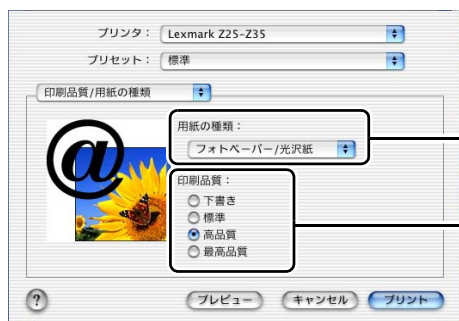 プリンタ： Lexmark Z25-Z35
プリセット： 標準
印刷品質/用紙の種類
用紙の種類：
フォトペーパー/光沢紙
@
印刷品質：
下書き
標準
高品質
最高品質
? プレビュー キャンセル プリント